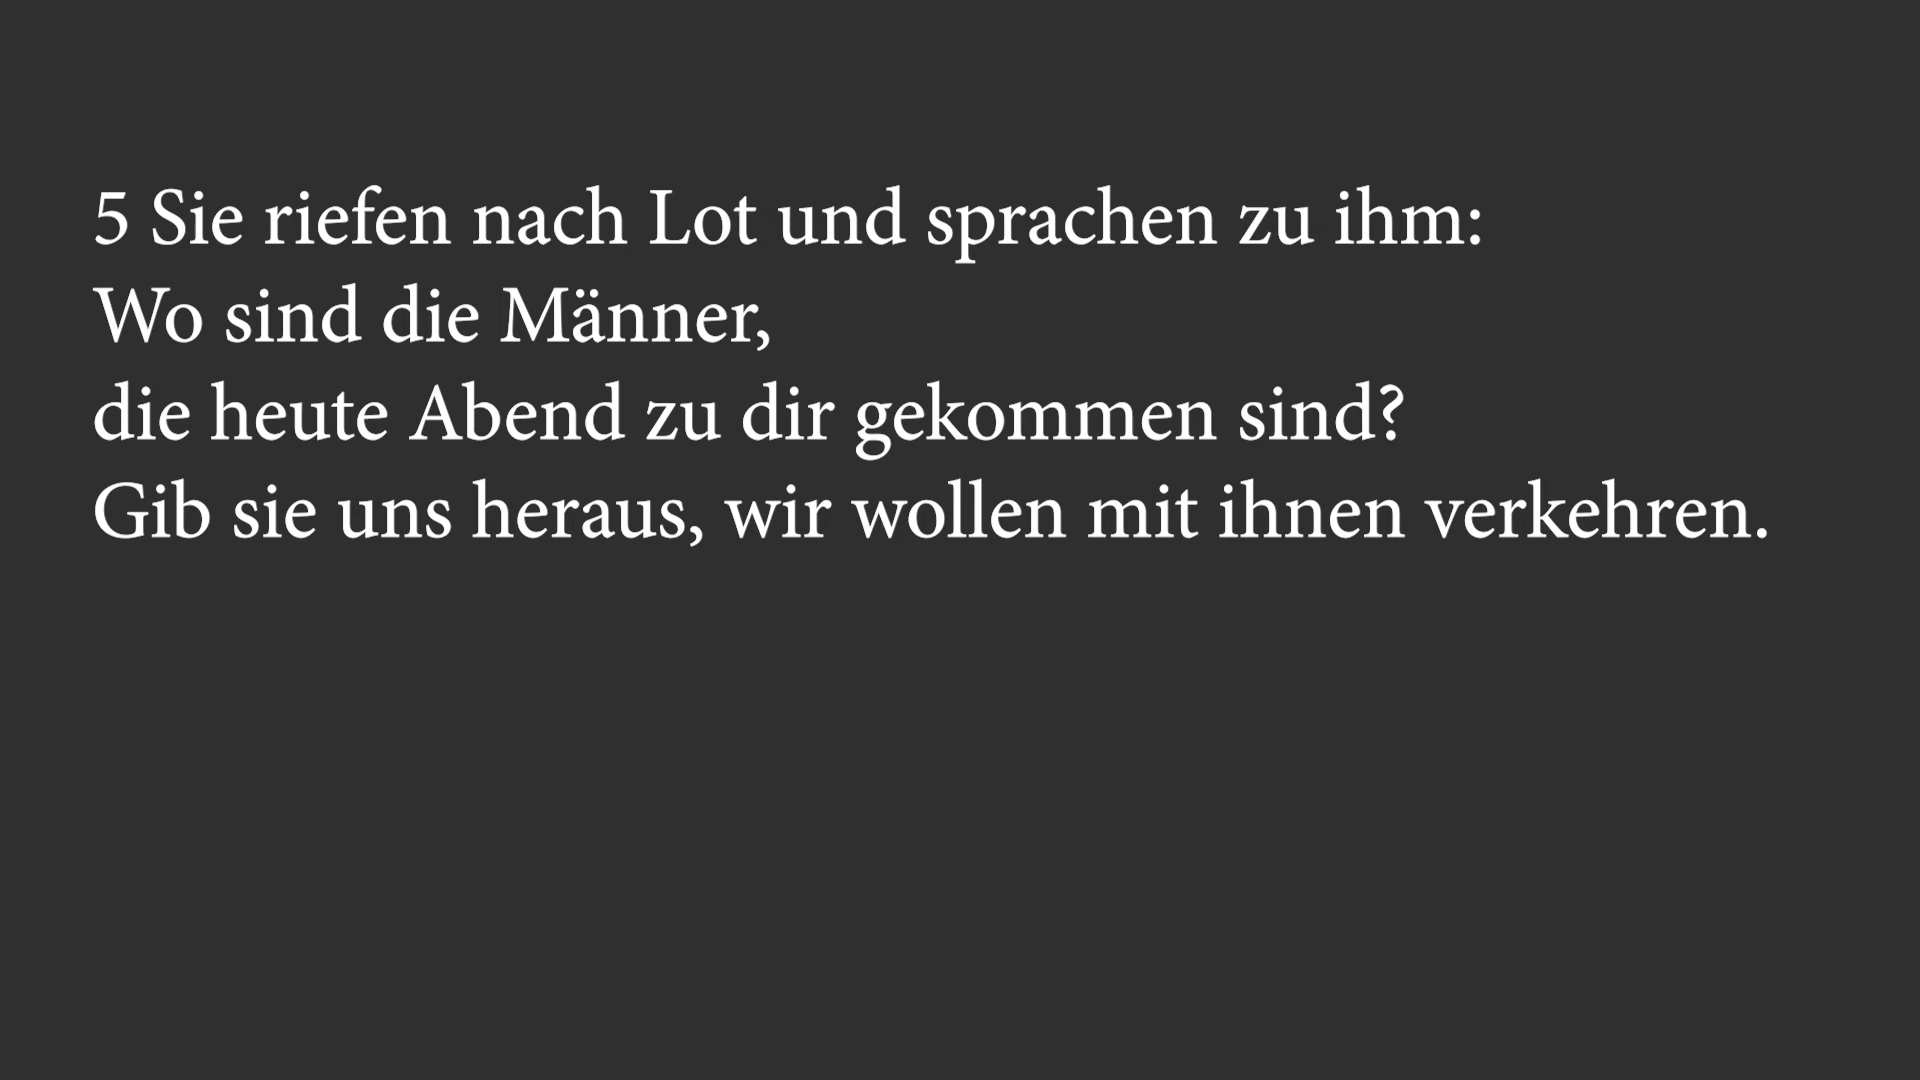 5 Sie riefen nach Lot und sprachen zu ihm:
Wo sind die Männer,
die heute Abend zu dir gekommen sind?
Gib sie uns heraus, wir wollen mit ihnen verkehren.